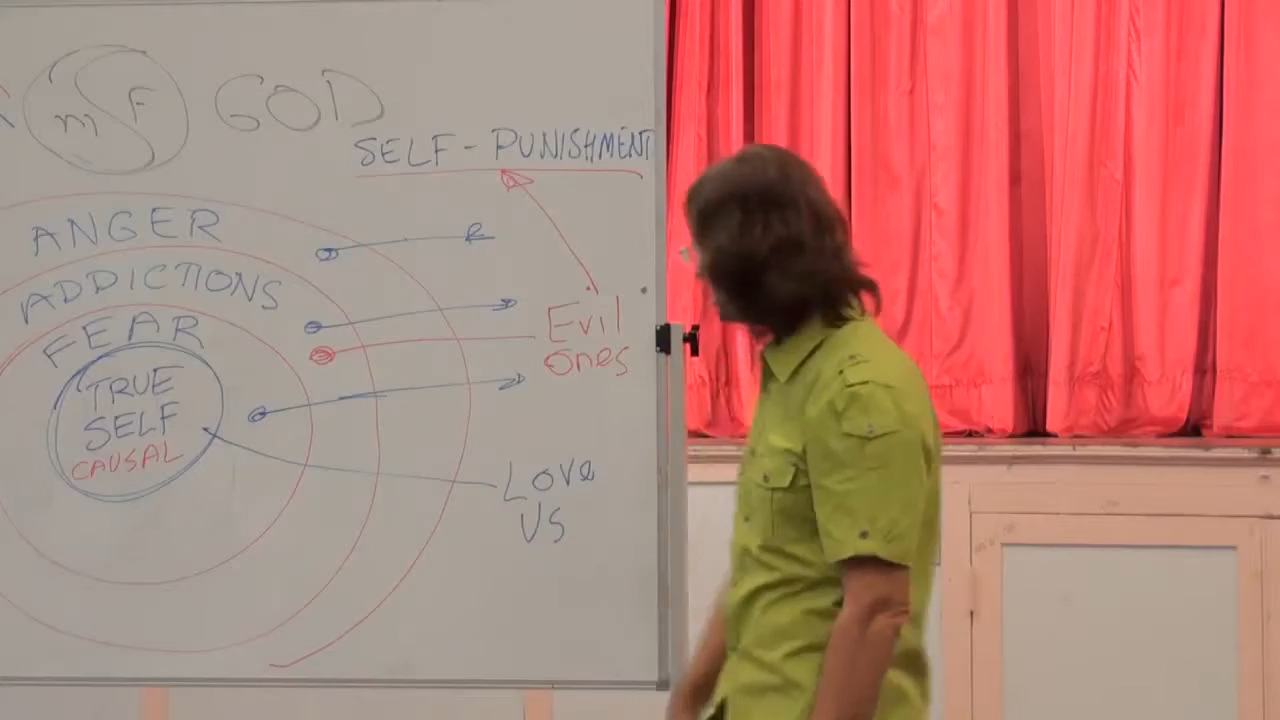 m F GOD
SELF - PUNISHMENT
ANGER
ADDICTIONS
FEAR
TRUE
SELF
CAUSAL
Evil
ones
Love
US